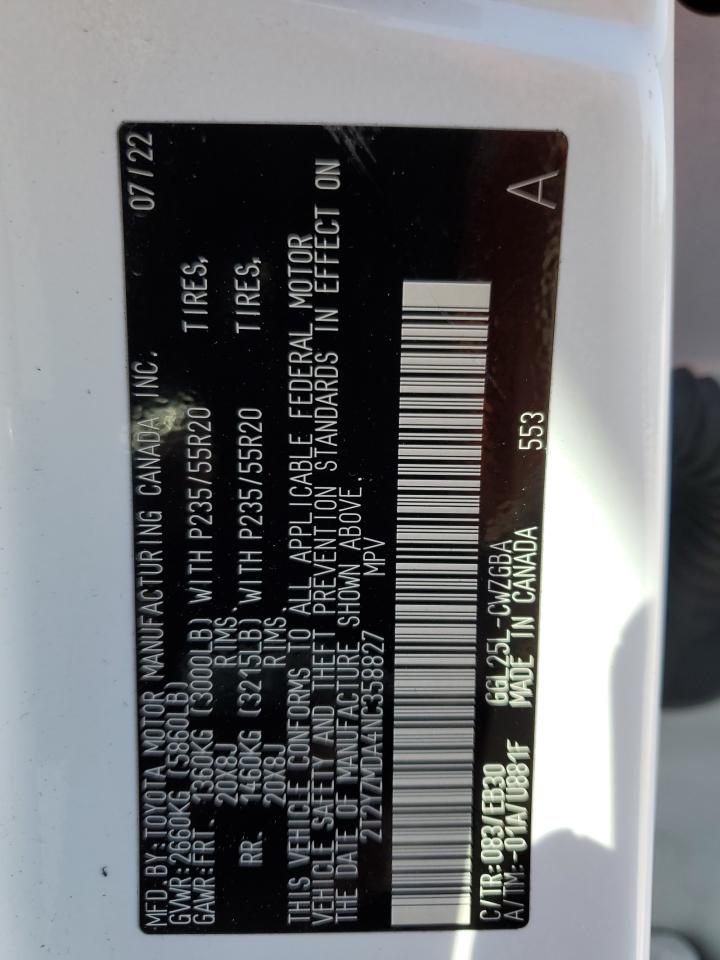 MFD.BY:TOYOTA MOTOR MANUFACTURING CANADA INC. 07/22
GVWR:2660KG (5860LB)
GAWR:FRT. 1360KG (3000LB) WITH P235/55R20 TIRES,
20X8J RIMS,
RR. 1460KG (3215LB) WITH P235/55R20 TIRES,
20X8J RIMS
THIS VEHICLE CONFORMS TO ALL APPLICABLE FEDERAL MOTOR
VEHICLE SAFETY AND THEFT PREVENTION STANDARDS IN EFFECT ON
THE DATE OF MANUFACTURE SHOWN ABOVE.
2T2YZMDA4NC358827 MPV
C/TR:083/EB30 GGL25L-CWZGBA
A/TM:-01A/U881F MADE IN CANADA 553 A